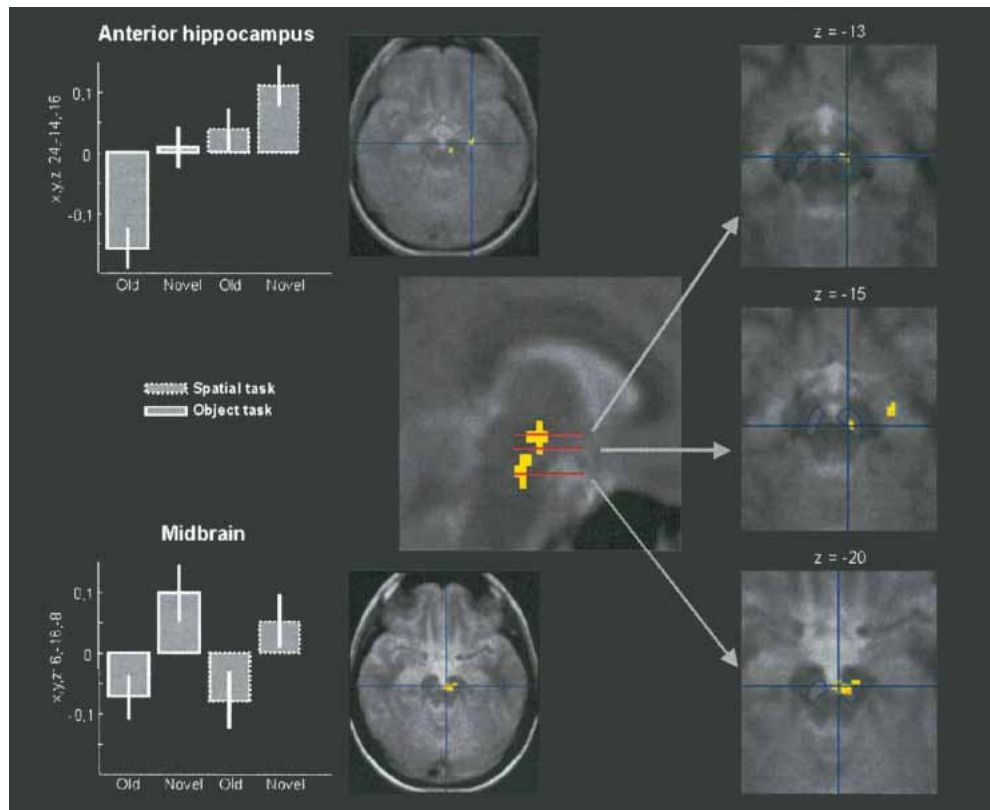 Anterior hippocampus
x,y,z: 24,-14,-16
0,1
0
-0,1
Old Novel Old Novel
Spatial task
Object task
Midbrain
x,y,z: 6,-16,-8
0,1
0
-0,1
Old Novel Old Novel
z = -13
z = -15
z = -20